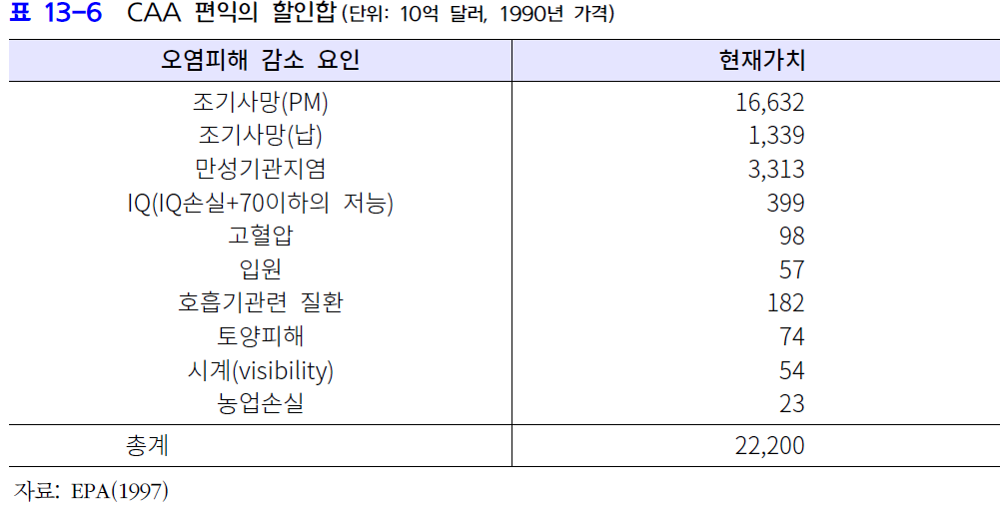 표 13-6 CAA 편익의 할인합 (단위: 10억 달러, 1990년 가격)
오염피해 감소 요인 현재가치
조기사망(PM) 16,632
조기사망(납) 1,339
만성기관지염 3,313
IQ(IQ손실+70이하의 저능) 399
고혈압 98
입원 57
호흡기관련 질환 182
토양피해 74
시계(visibility) 54
농업손실 23
총계 22,200
자료: EPA(1997)